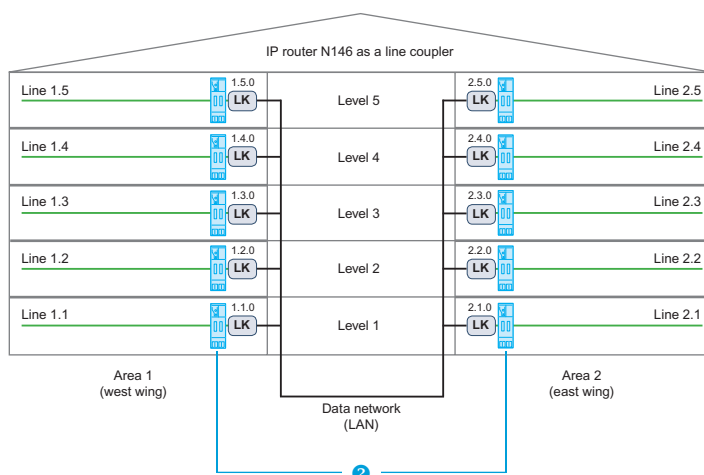 IP router N146 as a line coupler
Line 1.5
1.5.0
LK
Level 5
2.5.0
LK
Line 2.5
Line 1.4
1.4.0
LK
Level 4
2.4.0
LK
Line 2.4
Line 1.3
1.3.0
LK
Level 3
2.3.0
LK
Line 2.3
Line 1.2
1.2.0
LK
Level 2
2.2.0
LK
Line 2.2
Line 1.1
1.1.0
LK
Level 1
2.1.0
LK
Line 2.1
Area 1
(west wing)
Area 2
(east wing)
Data network
(LAN)
2